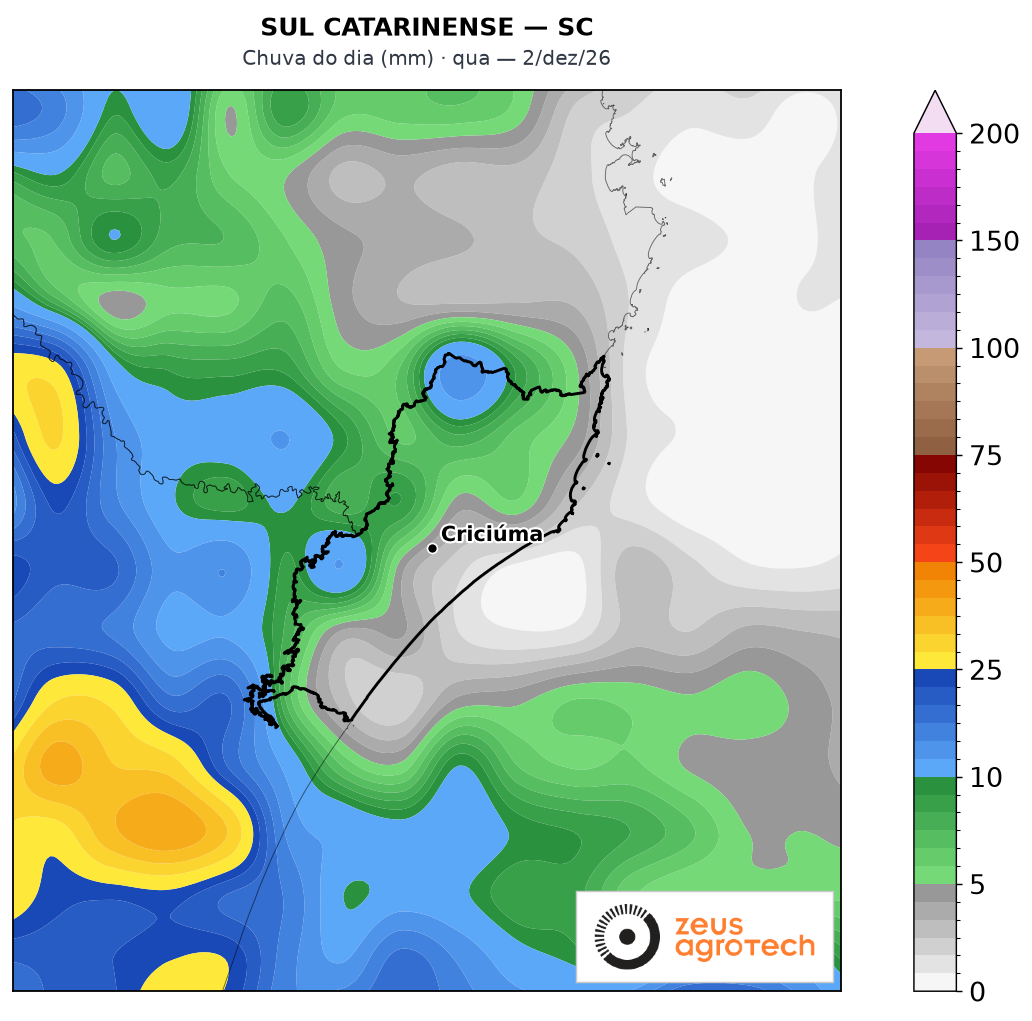 SUL CATARINENSE — SC
Chuva do dia (mm) · qua — 2/dez/26
200
150
100
75
50
25
10
5
0
Criciúma
zeus
agrotech